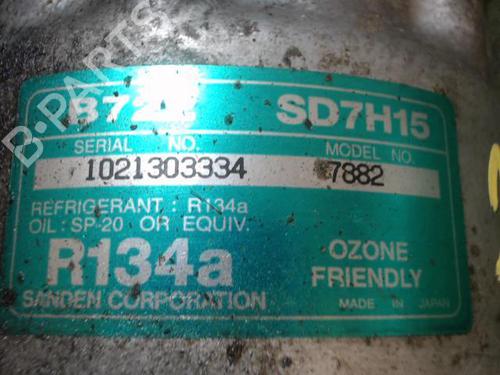 B-PARTS
SD7H15
SERIAL NO. MODEL NO.
1021303334 7882
REFRIGERANT : R134a
OIL : SP-20 OR EQUIV.
R134a OZONE FRIENDLY
SANDEN CORPORATION MADE IN JAPAN